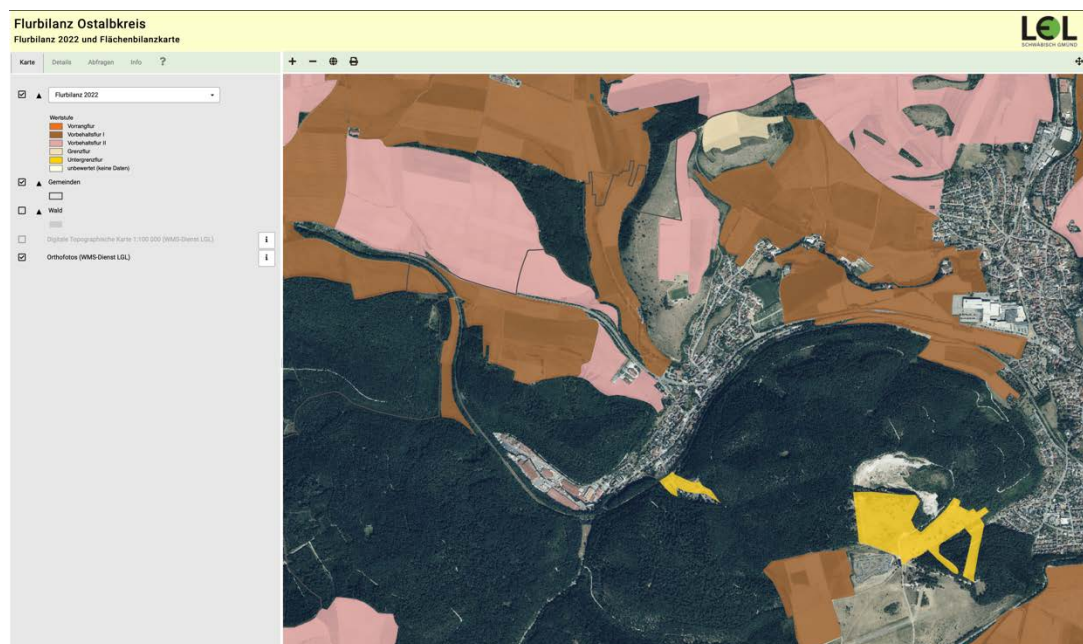 Flurbilanz Ostalbkreis
Flurbilanz 2022 und Flächenbilanzkarte
LEL
SCHWÄBISCH GMÜND
Karte Details Abfragen Info ?
Flurbilanz 2022
Wertstufe
Vorrangflur
Vorbehaltsflur I
Vorbehaltsflur II
Grenzflur
Untergrenzflur
unbewertet (keine Daten)
Gemeinden
Wald
Digitale Topographische Karte 1:100 000 (WMS-Dienst LGL) i
Orthofotos (WMS-Dienst LGL) i